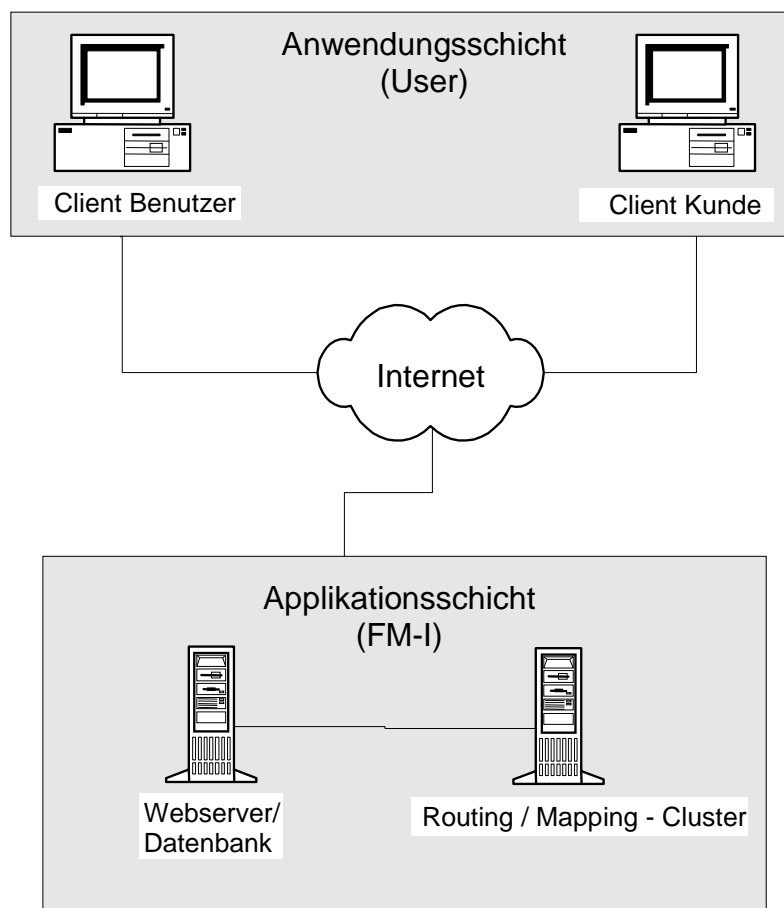 Anwendungsschicht
(User)
Client Benutzer
Client Kunde
Internet
Applikationsschicht
(FM-I)
Webserver/
Datenbank
Routing / Mapping - Cluster